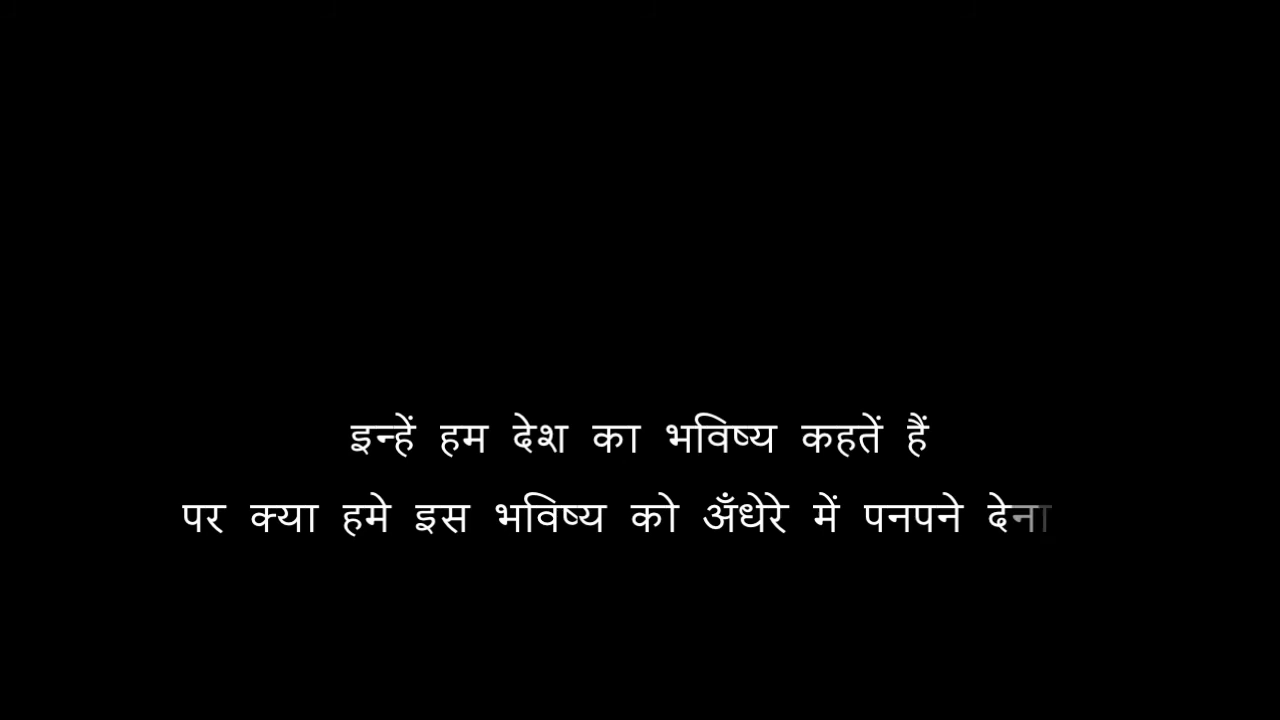 इन्हें हम देश का भविष्य कहतें हैं
पर क्या हमे इस भविष्य को अँधेरे में पनपने देना